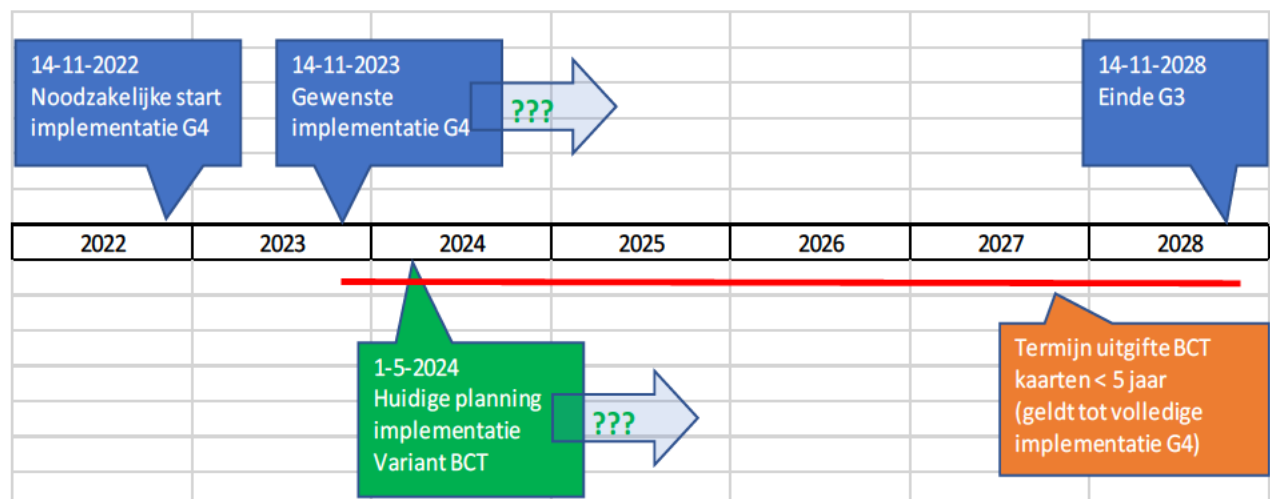 14-11-2022
Noodzakelijke start
implementatie G4
14-11-2023
Gewenste
implementatie G4
???
14-11-2028
Einde G3
2022 2023 2024 2025 2026 2027 2028
1-5-2024
Huidige planning
implementatie
Variant BCT
???
Termijn uitgifte BCT
kaarten < 5 jaar
(geldt tot volledige
implementatie G4)